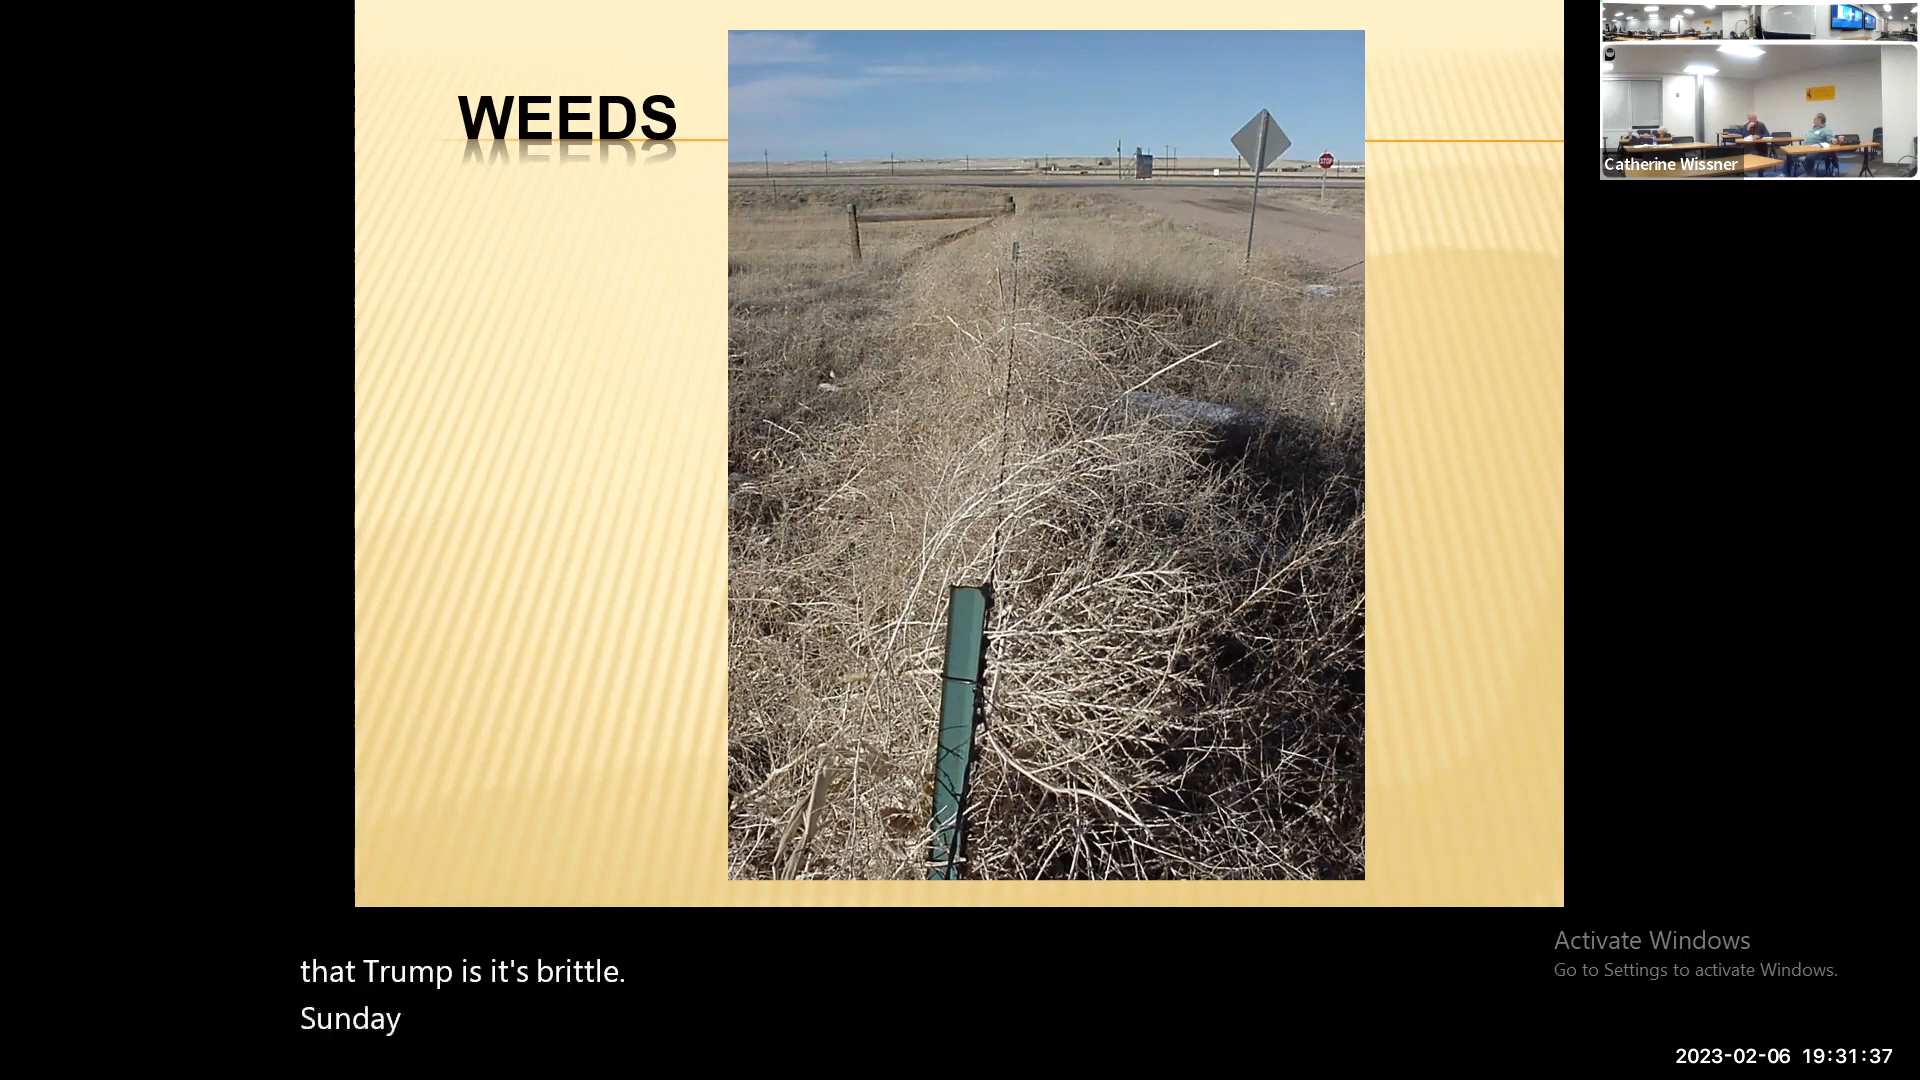 WEEDS
STOP
Catherine Wissner
that Trump is it's brittle.
Sunday
Activate Windows
Go to Settings to activate Windows.
2023-02-06 19:31:37